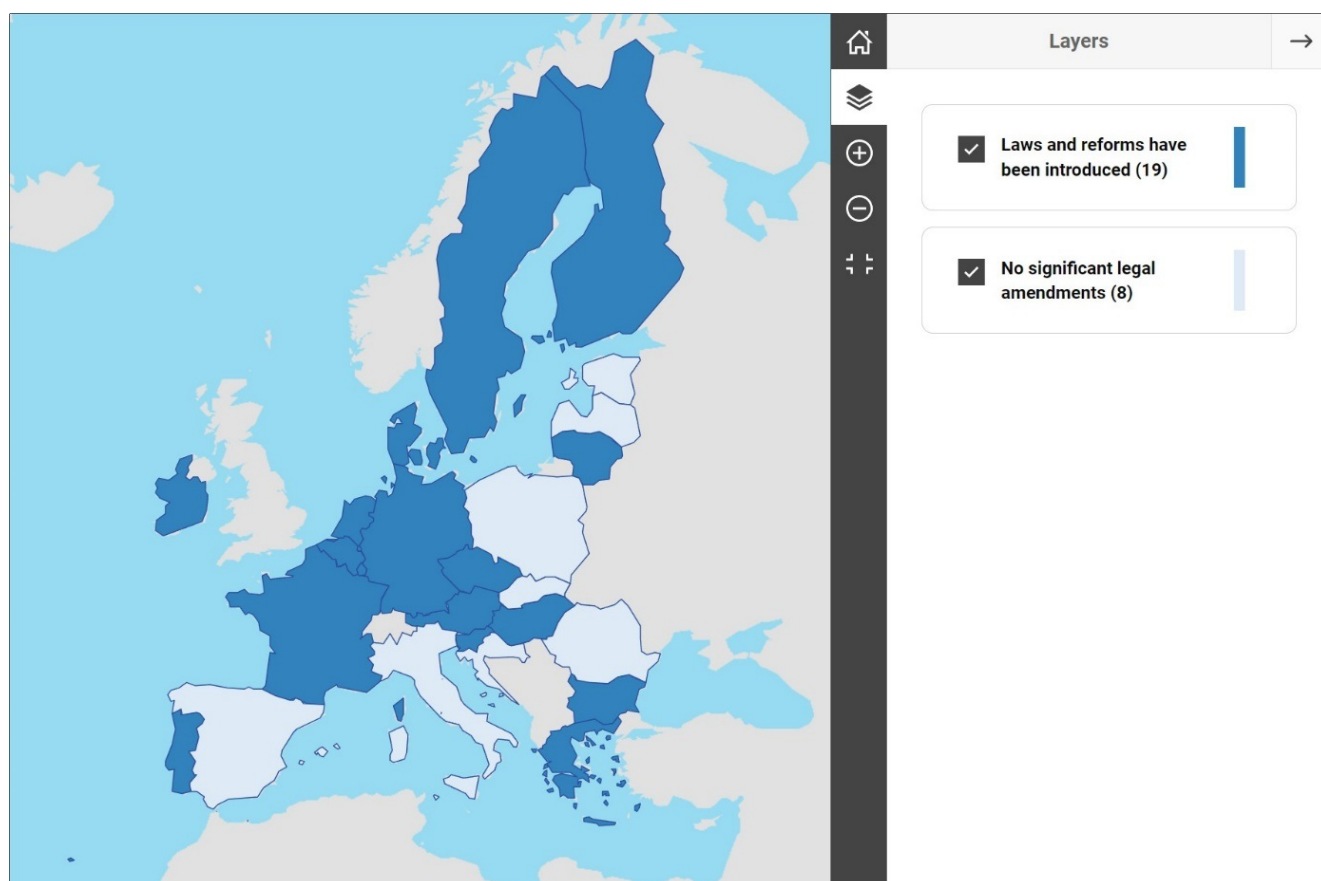 Layers
Laws and reforms have
been introduced (19)
No significant legal
amendments (8)